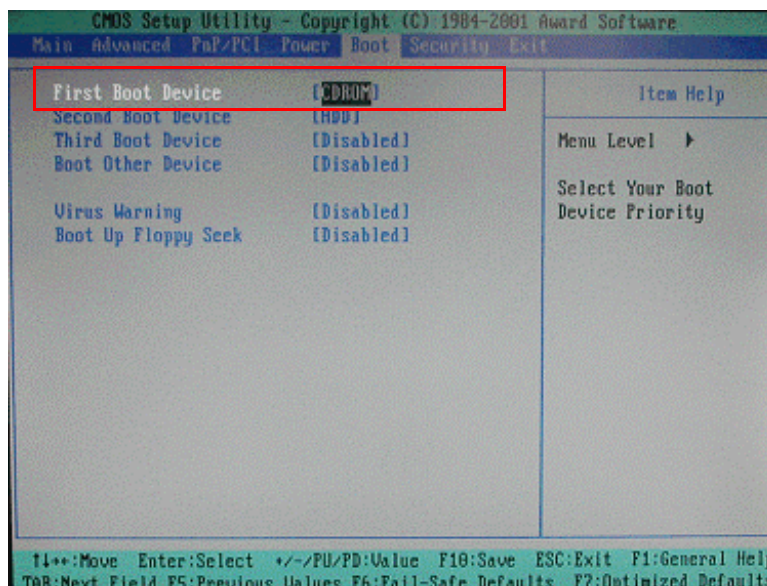 CMOS Setup Utility - Copyright (C) 1984-2001 Award Software
Main Advanced PnP/PCI Power Boot Security Exit
First Boot Device [CDROM]
Second Boot Device [HDD]
Third Boot Device [Disabled]
Boot Other Device [Disabled]
Virus Warning [Disabled]
Boot Up Floppy Seek [Disabled]
Item Help
Menu Level ▶
Select Your Boot
Device Priority
↑↓↔:Move Enter:Select +/-/PU/PD:Value F10:Save ESC:Exit F1:General Hel
TAB:Next Field F5:Previous Values F6:Fail-Safe Defaults F7:Optimized Default